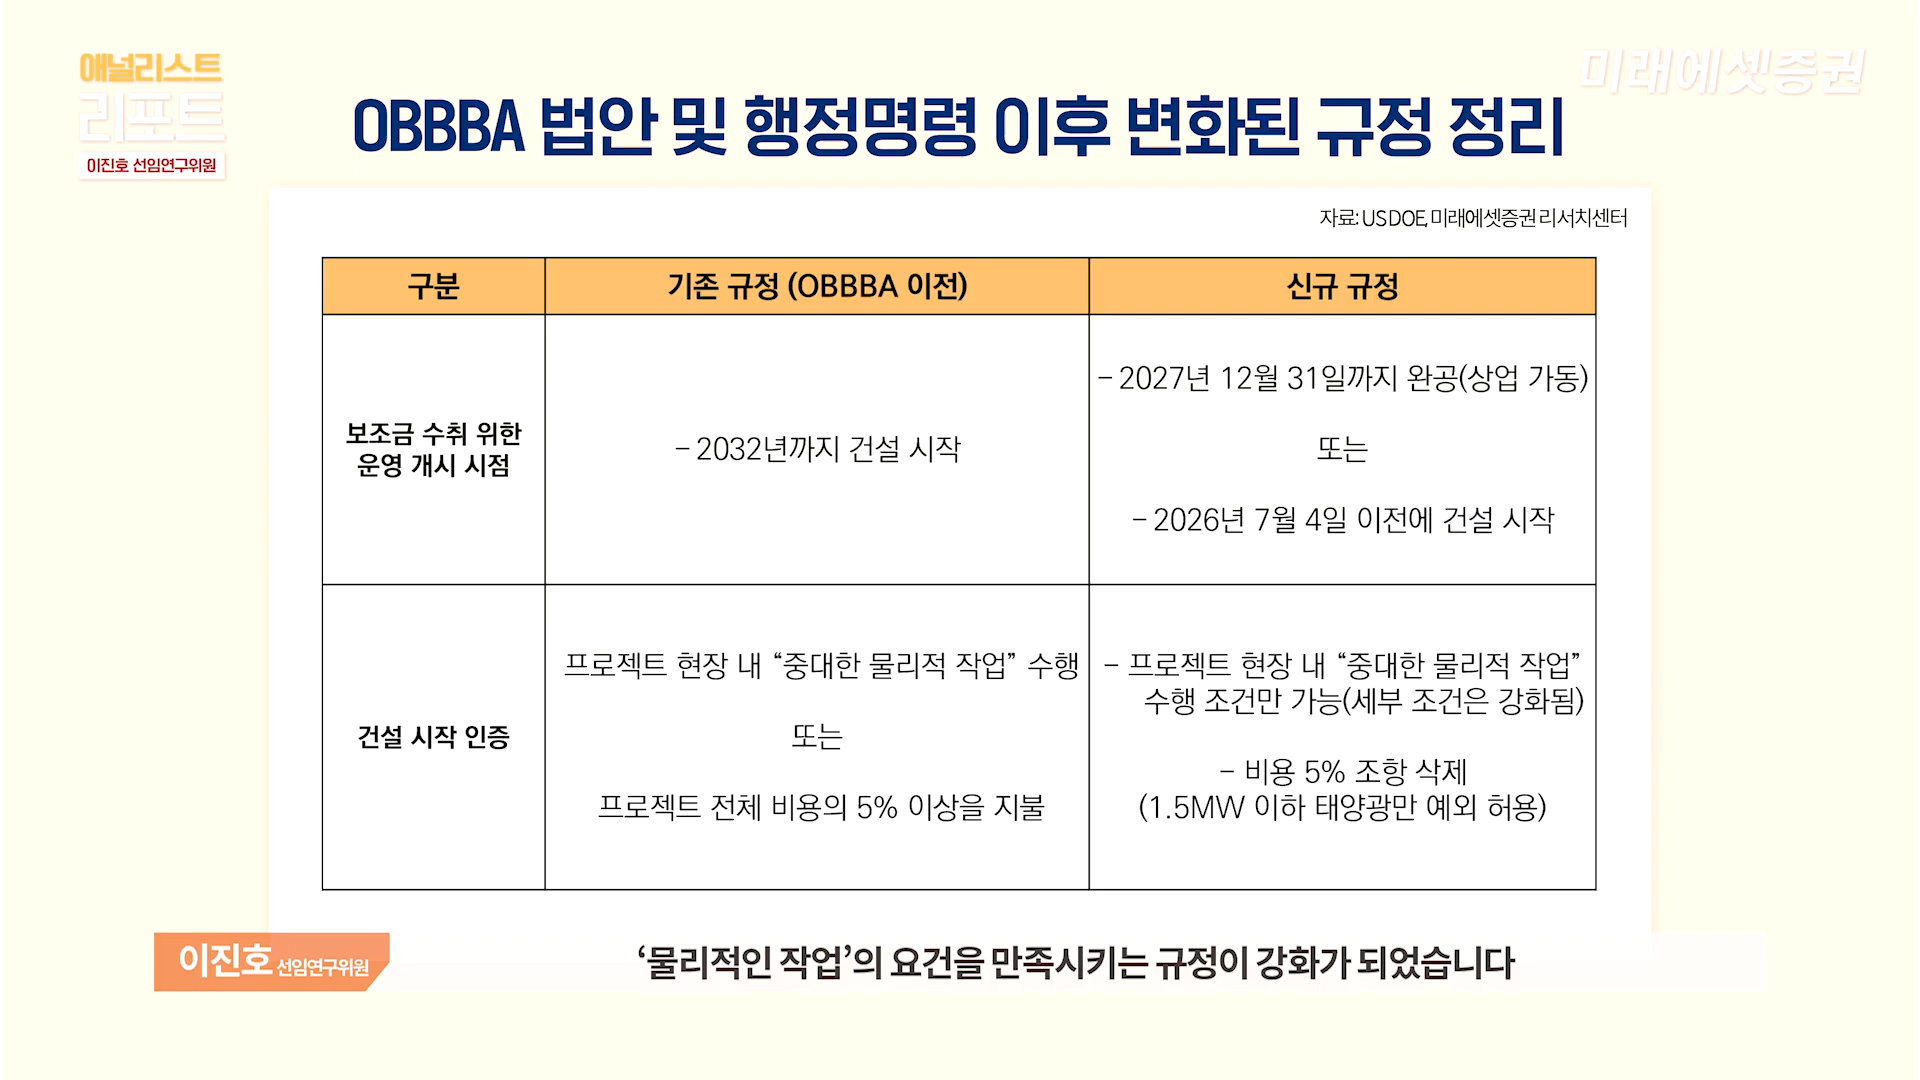 애널리스트
리포트
이진호 선임연구위원
미래에셋증권
OBBBA 법안 및 행정명령 이후 변화된 규정 정리
자료: US DOE, 미래에셋증권 리서치센터
구분
기존 규정 (OBBBA 이전)
신규 규정
보조금 수취 위한
운영 개시 시점
– 2032년까지 건설 시작
– 2027년 12월 31일까지 완공(상업 가동)
또는
– 2026년 7월 4일 이전에 건설 시작
건설 시작 인증
프로젝트 현장 내 “중대한 물리적 작업” 수행
또는
프로젝트 전체 비용의 5% 이상을 지불
– 프로젝트 현장 내 “중대한 물리적 작업”
수행 조건만 가능(세부 조건은 강화됨)
– 비용 5% 조항 삭제
(1.5MW 이하 태양광만 예외 허용)
이진호 선임연구위원
‘물리적인 작업’의 요건을 만족시키는 규정이 강화가 되었습니다